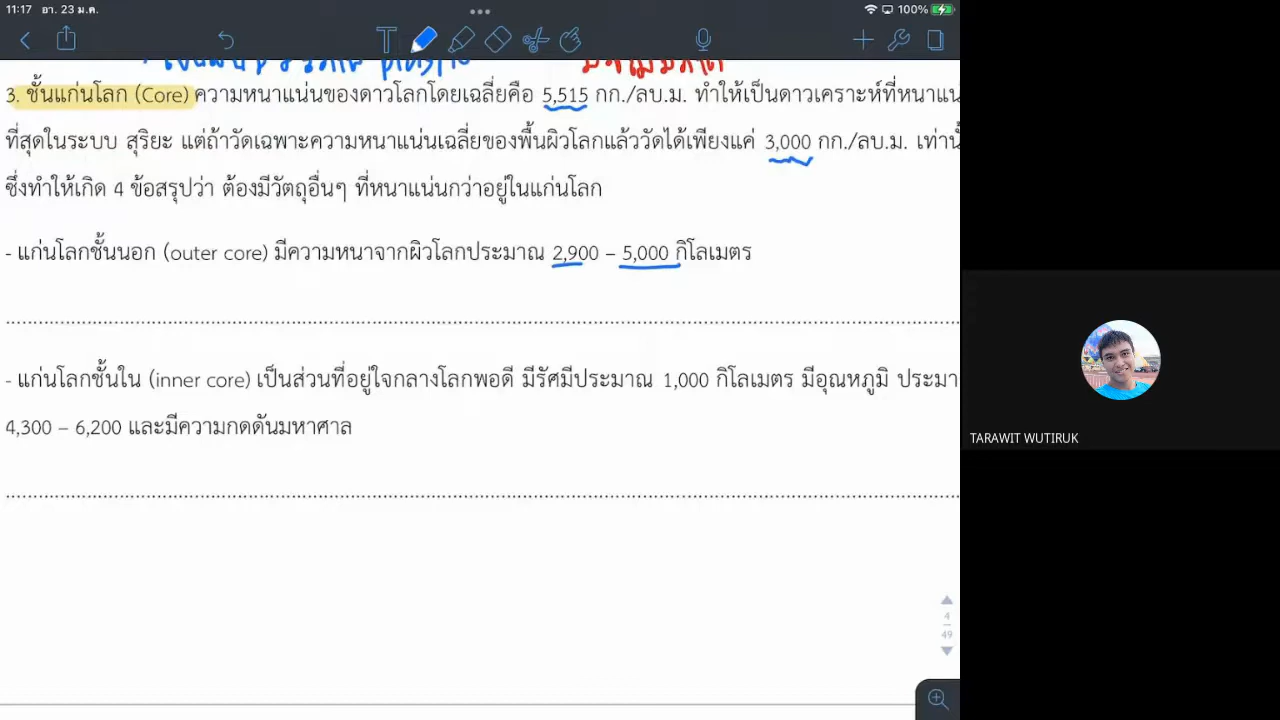 11:17 อา. 23 ม.ค.
100%
3. ชั้นแก่นโลก (Core) ความหนาแน่นของดาวโลกโดยเฉลี่ยคือ 5,515 กก./ลบ.ม. ทำให้เป็นดาวเคราะห์ที่หนาแน
ที่สุดในระบบ สุริยะ แต่ถ้าวัดเฉพาะความหนาแน่นเฉลี่ยของพื้นผิวโลกแล้ววัดได้เพียงแค่ 3,000 กก./ลบ.ม. เท่านั้
ซึ่งทำให้เกิด 4 ข้อสรุปว่า ต้องมีวัตถุอื่นๆ ที่หนาแน่นกว่าอยู่ในแก่นโลก
- แก่นโลกชั้นนอก (outer core) มีความหนาจากผิวโลกประมาณ 2,900 – 5,000 กิโลเมตร
- แก่นโลกชั้นใน (inner core) เป็นส่วนที่อยู่ใจกลางโลกพอดี มีรัศมีประมาณ 1,000 กิโลเมตร มีอุณหภูมิ ประมา
4,300 – 6,200 และมีความกดดันมหาศาล
TARAWIT WUTIRUK
4
49